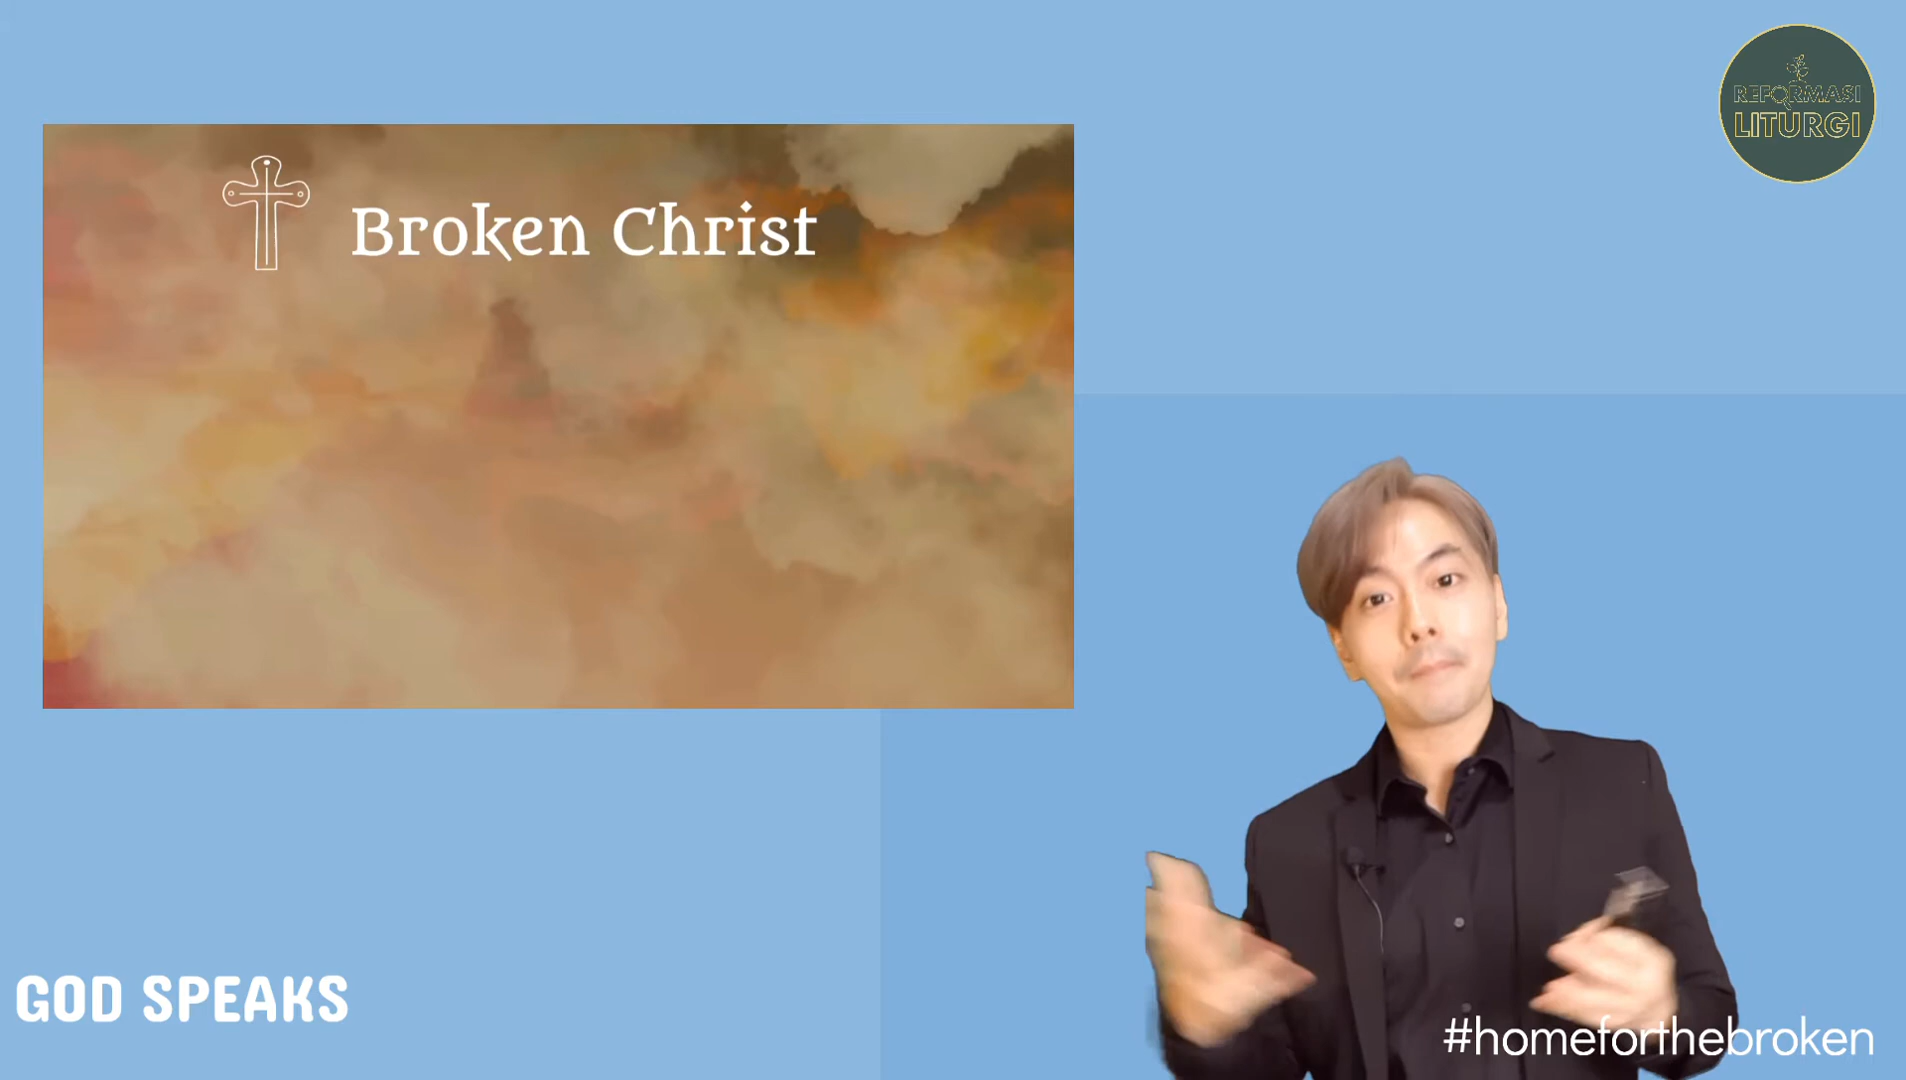 REFORMASI
LITURGI
Broken Christ
GOD SPEAKS
#homeforthebroken